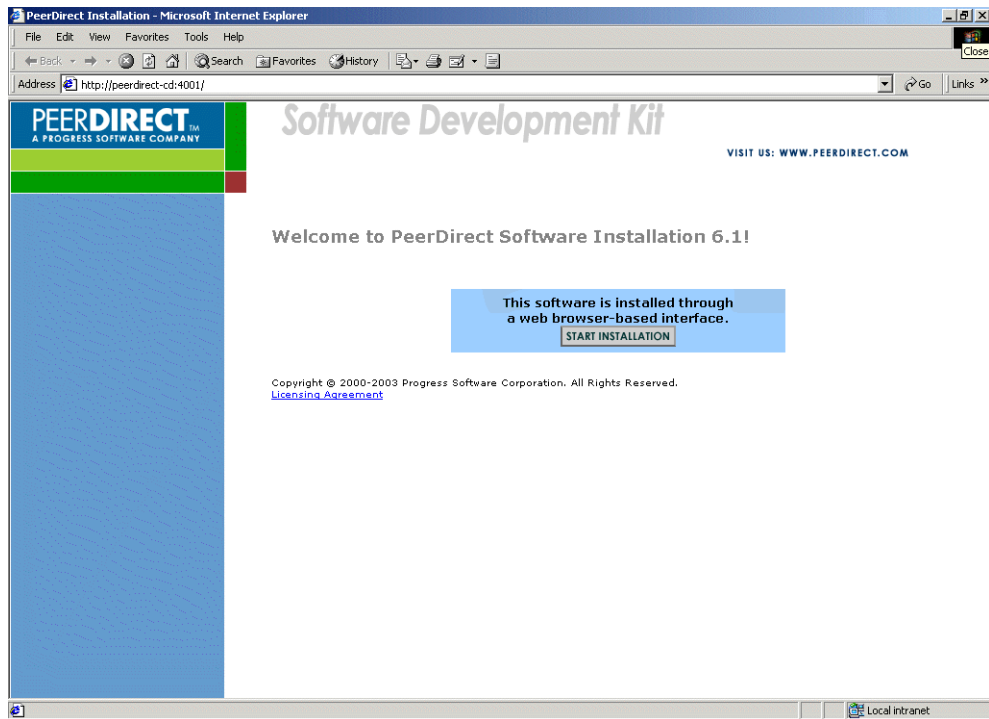 PeerDirect Installation - Microsoft Internet Explorer
File Edit View Favorites Tools Help
Close
Back Search Favorites History
Address http://peerdirect-cd:4001/ Go Links »
PEERDIRECT TM
A PROGRESS SOFTWARE COMPANY
Software Development Kit
VISIT US: WWW.PEERDIRECT.COM
Welcome to PeerDirect Software Installation 6.1!
This software is installed through
a web browser-based interface.
START INSTALLATION
Copyright © 2000-2003 Progress Software Corporation. All Rights Reserved.
Licensing Agreement
Local intranet